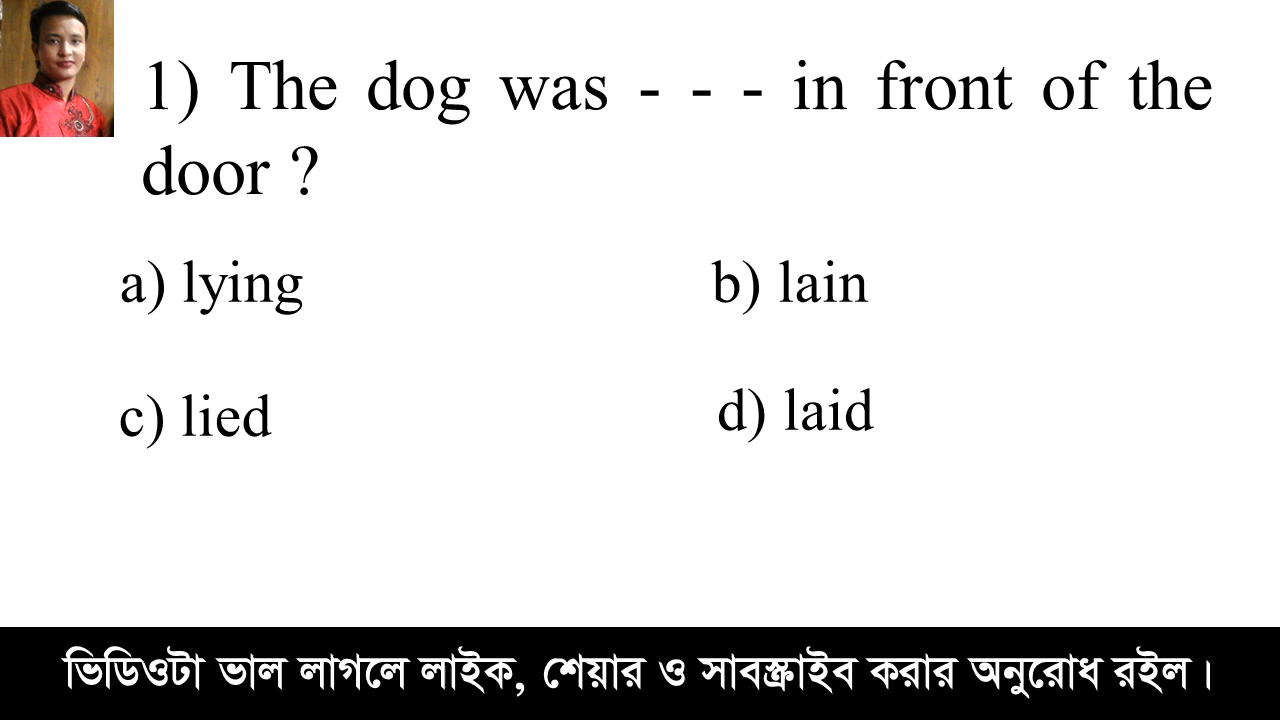 1) The dog was - - - in front of the
door ?
a) lying b) lain
c) lied d) laid
ভিডিওটা ভাল লাগলে লাইক, শেয়ার ও সাবস্ক্রাইব করার অনুরোধ রইল।